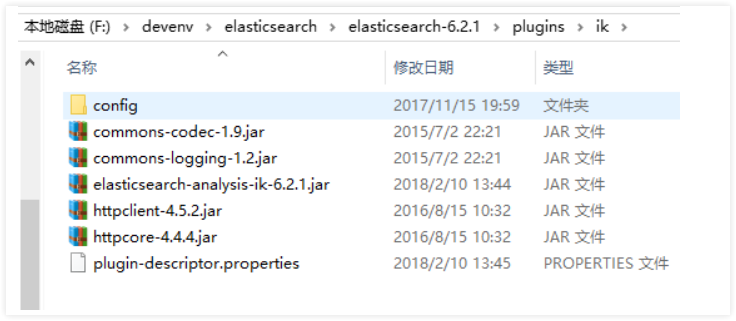 本地磁盘 (F:) › devenv › elasticsearch › elasticsearch-6.2.1 › plugins › ik ›
名称 修改日期 类型
config 2017/11/15 19:59 文件夹
commons-codec-1.9.jar 2015/7/2 22:21 JAR 文件
commons-logging-1.2.jar 2015/7/2 22:21 JAR 文件
elasticsearch-analysis-ik-6.2.1.jar 2018/2/10 13:44 JAR 文件
httpclient-4.5.2.jar 2016/8/15 10:32 JAR 文件
httpcore-4.4.4.jar 2016/8/15 10:32 JAR 文件
plugin-descriptor.properties 2018/2/10 13:45 PROPERTIES 文件